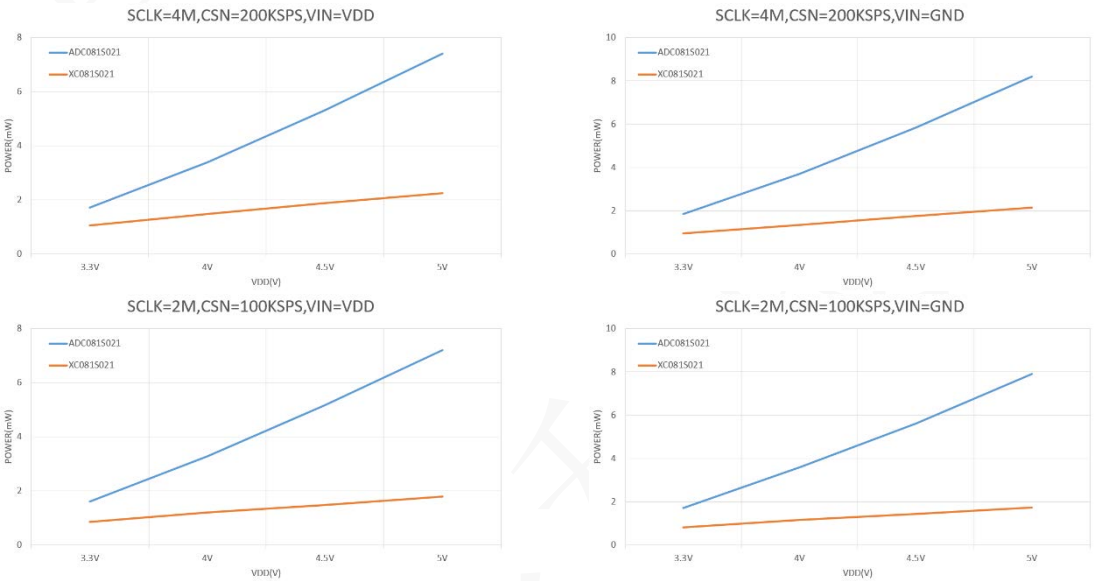 SCLK=4M,CSN=200KSPS,VIN=VDD
8
6
4
2
0
POWER(mW)
ADC081S021
XC081S021
3.3V 4V 4.5V 5V
VDD(V)
SCLK=4M,CSN=200KSPS,VIN=GND
10
8
6
4
2
0
POWER(mW)
ADC081S021
XC081S021
3.3V 4V 4.5V 5V
VDD(V)
SCLK=2M,CSN=100KSPS,VIN=VDD
8
6
4
2
0
POWER(mW)
ADC081S021
XC081S021
3.3V 4V 4.5V 5V
VDD(V)
SCLK=2M,CSN=100KSPS,VIN=GND
10
8
6
4
2
0
POWER(mW)
ADC081S021
XC081S021
3.3V 4V 4.5V 5V
VDD(V)